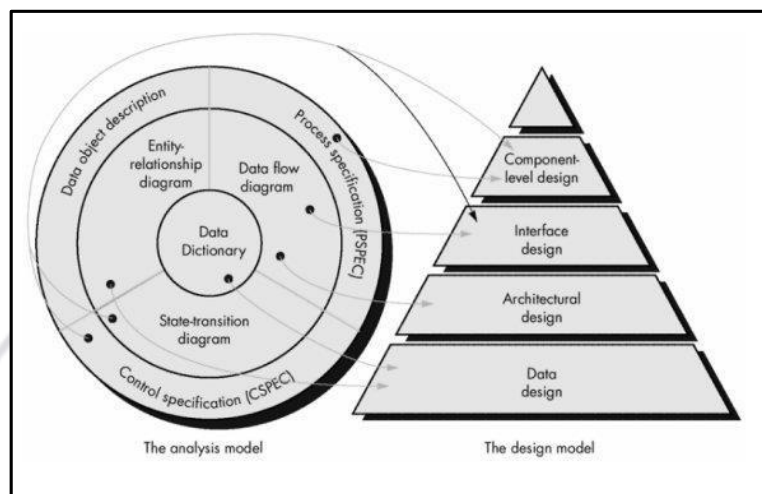 Data object description
Process specification (PSPEC)
Entity-
relationship
diagram
Data flow
diagram
Data
Dictionary
State-transition
diagram
Control specification (CSPEC)
The analysis model
Component-
level design
Interface
design
Architectural
design
Data
design
The design model